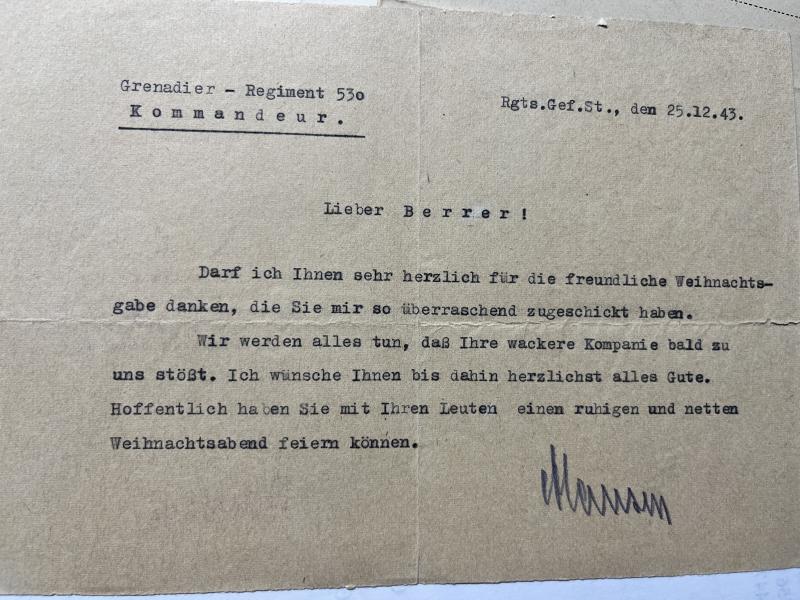 Grenadier - Regiment 53o
Kommandeur.
Rgts.Gef.St., den 25.12.43.
Lieber Berrer!
Darf ich Ihnen sehr herzlich für die freundliche Weihnachts-
gabe danken, die Sie mir so überraschend zugeschickt haben.
Wir werden alles tun, daß Ihre wackere Kompanie bald zu
uns stößt. Ich wünsche Ihnen bis dahin herzlichst alles Gute.
Hoffentlich haben Sie mit Ihren Leuten einen ruhigen und netten
Weihnachtsabend feiern können.